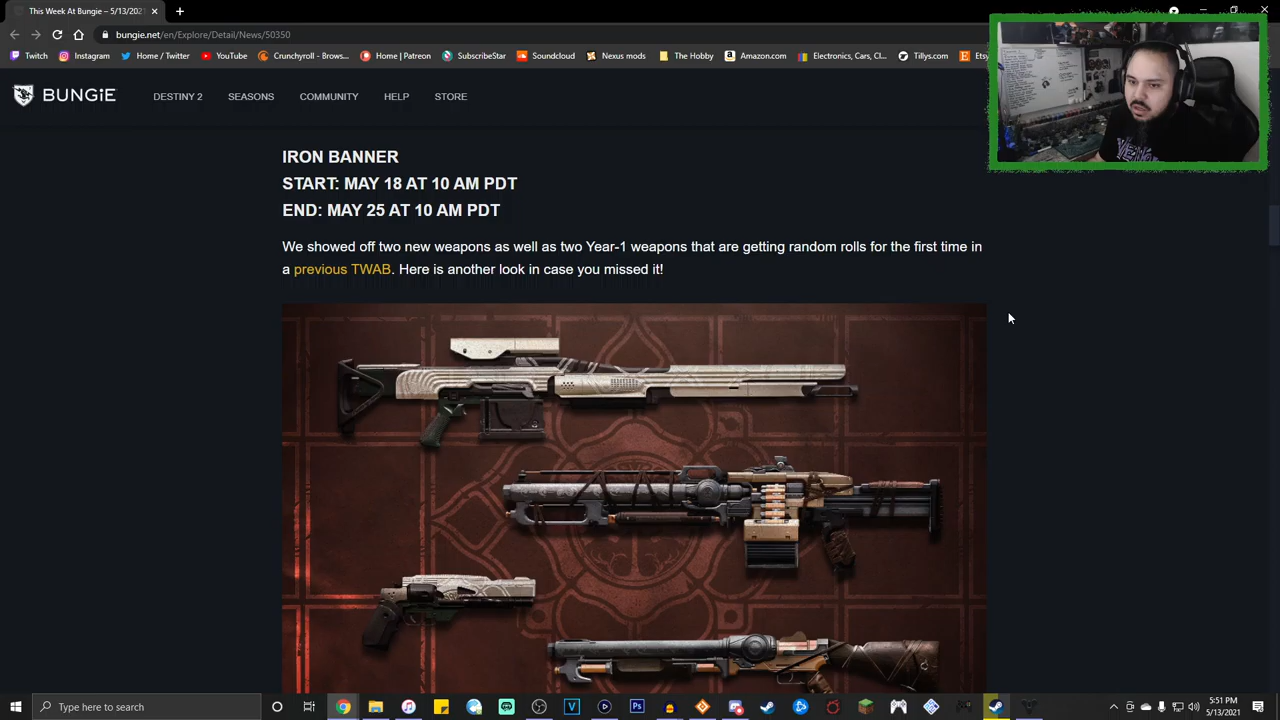 This Week At Bungie – 5/13/2021
bungie.net/en/Explore/Detail/News/50350
Twitch
Instagram
Home / Twitter
YouTube
Crunchyroll - Brows...
Home | Patreon
SubscribeStar
Soundcloud
Nexus mods
The Hobby
Amazon.com
Electronics, Cars, Cl...
Tillys.com
Ets
BUNGiE
DESTINY 2
SEASONS
COMMUNITY
HELP
STORE
IRON BANNER
START: MAY 18 AT 10 AM PDT
END: MAY 25 AT 10 AM PDT
We showed off two new weapons as well as two Year-1 weapons that are getting random rolls for the first time in
a previous TWAB. Here is another look in case you missed it!
Type here to search
5:51 PM
5/13/2021